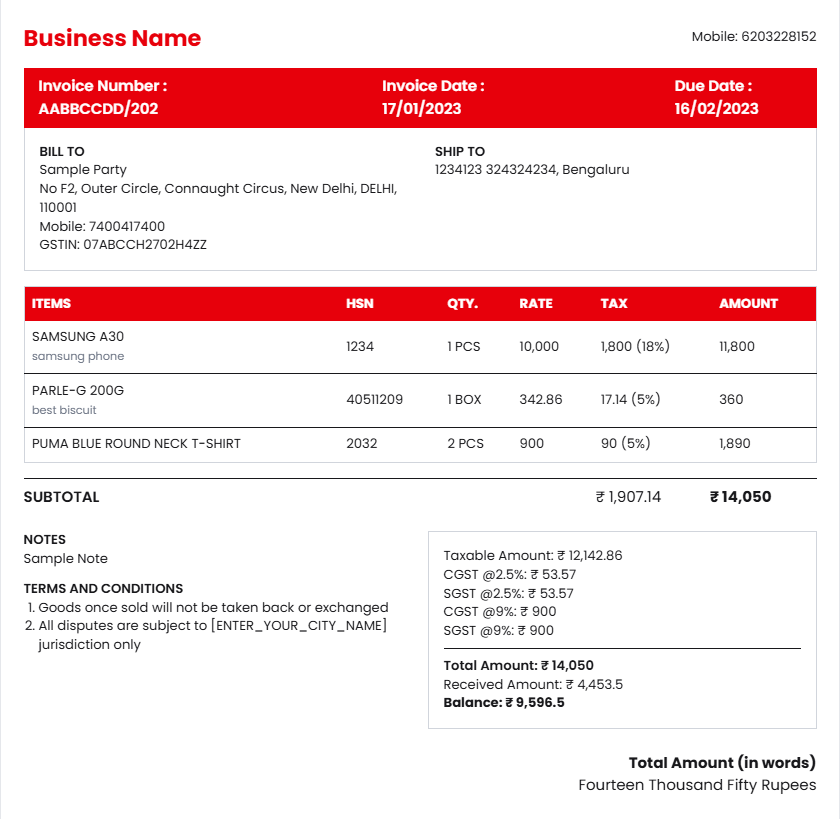 Business Name
Mobile: 6203228152
Invoice Number :
AABBCCDD/202
Invoice Date :
17/01/2023
Due Date :
16/02/2023
BILL TO
Sample Party
No F2, Outer Circle, Connaught Circus, New Delhi, DELHI,
110001
Mobile: 7400417400
GSTIN: 07ABCCH2702H4ZZ
SHIP TO
1234123 324324234, Bengaluru
ITEMS HSN QTY. RATE TAX AMOUNT
SAMSUNG A30
samsung phone
1234 1 PCS 10,000 1,800 (18%) 11,800
PARLE-G 200G
best biscuit
40511209 1 BOX 342.86 17.14 (5%) 360
PUMA BLUE ROUND NECK T-SHIRT 2032 2 PCS 900 90 (5%) 1,890
SUBTOTAL ₹ 1,907.14 ₹ 14,050
NOTES
Sample Note
TERMS AND CONDITIONS
1. Goods once sold will not be taken back or exchanged
2. All disputes are subject to [ENTER_YOUR_CITY_NAME]
jurisdiction only
Taxable Amount: ₹ 12,142.86
CGST @2.5%: ₹ 53.57
SGST @2.5%: ₹ 53.57
CGST @9%: ₹ 900
SGST @9%: ₹ 900
Total Amount: ₹ 14,050
Received Amount: ₹ 4,453.5
Balance: ₹ 9,596.5
Total Amount (in words)
Fourteen Thousand Fifty Rupees